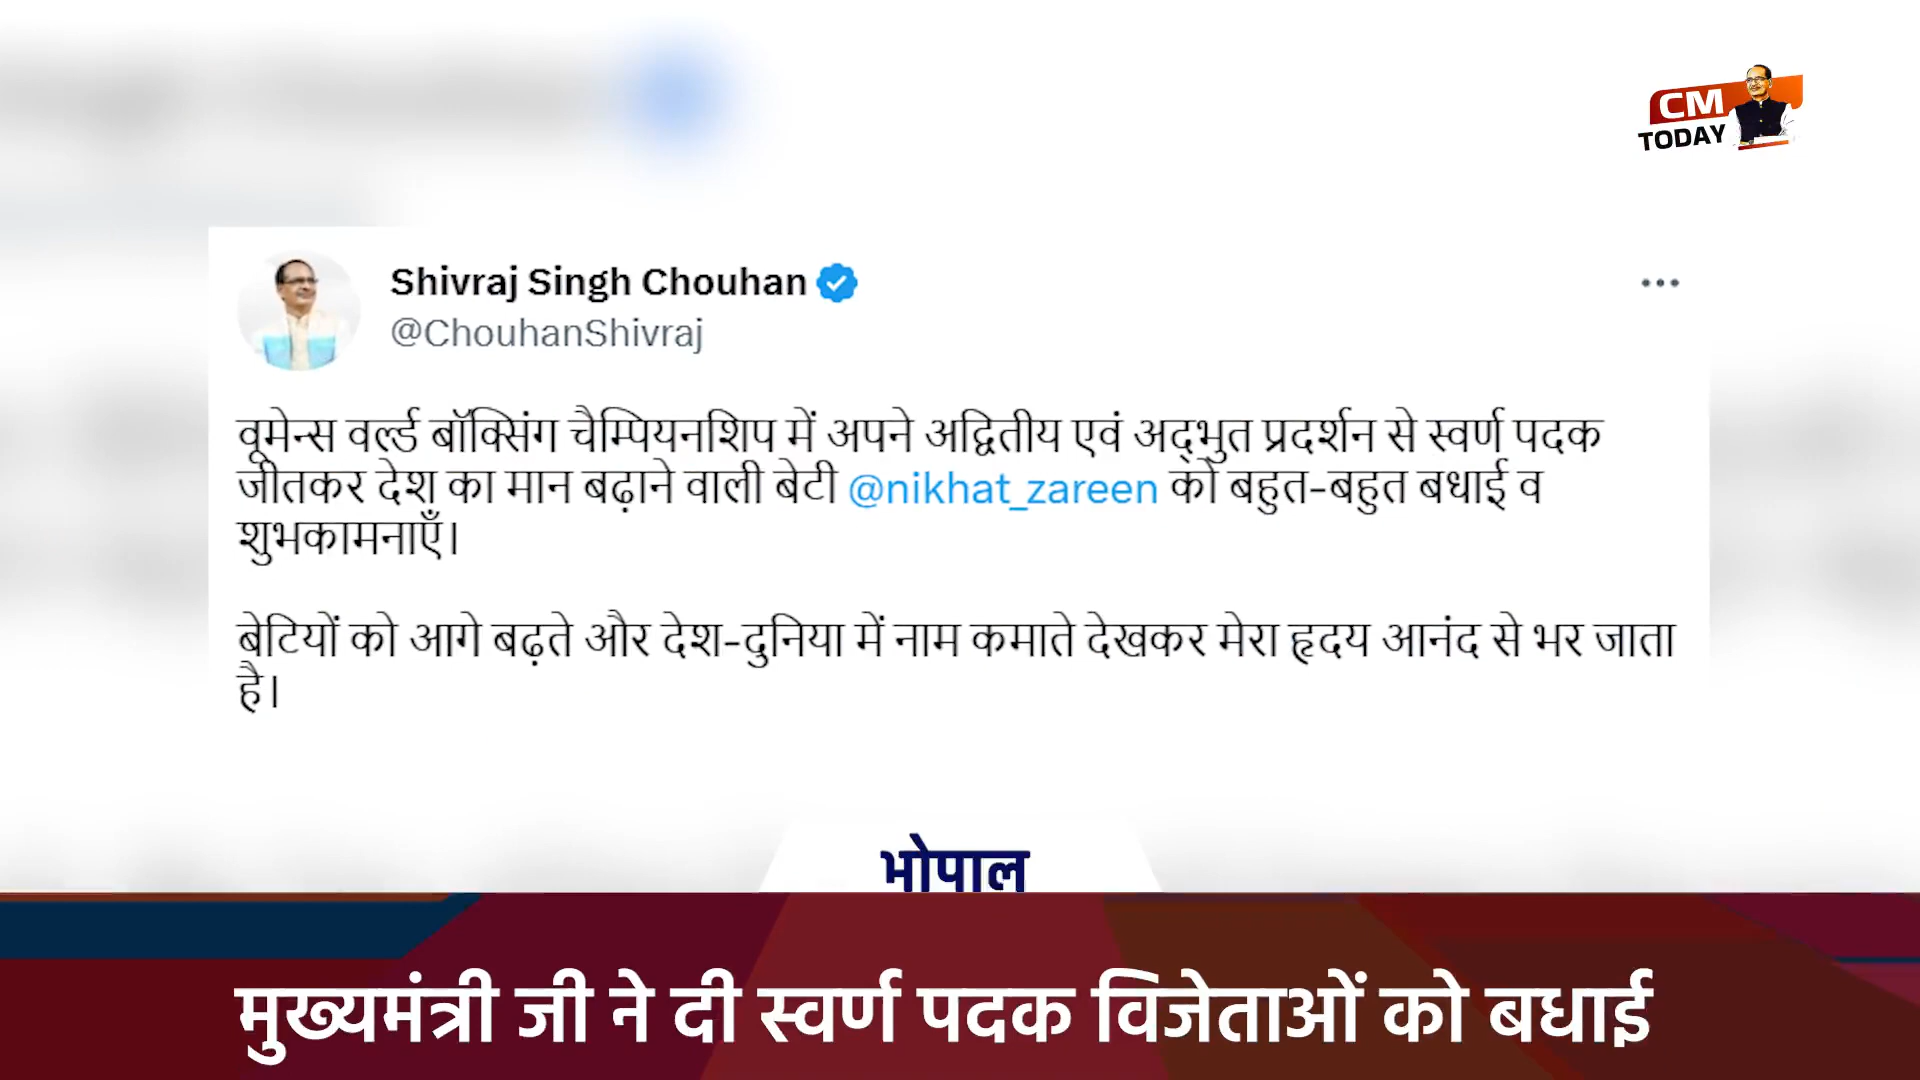 CM
TODAY
Shivraj Singh Chouhan
@ChouhanShivraj
वूमेन्स वर्ल्ड बॉक्सिंग चैम्पियनशिप में अपने अद्वितीय एवं अद्भुत प्रदर्शन से स्वर्ण पदक
जीतकर देश का मान बढ़ाने वाली बेटी @nikhat_zareen को बहुत-बहुत बधाई व
शुभकामनाएँ।
बेटियों को आगे बढ़ते और देश-दुनिया में नाम कमाते देखकर मेरा हृदय आनंद से भर जाता
है।
भोपाल
मुख्यमंत्री जी ने दी स्वर्ण पदक विजेताओं को बधाई